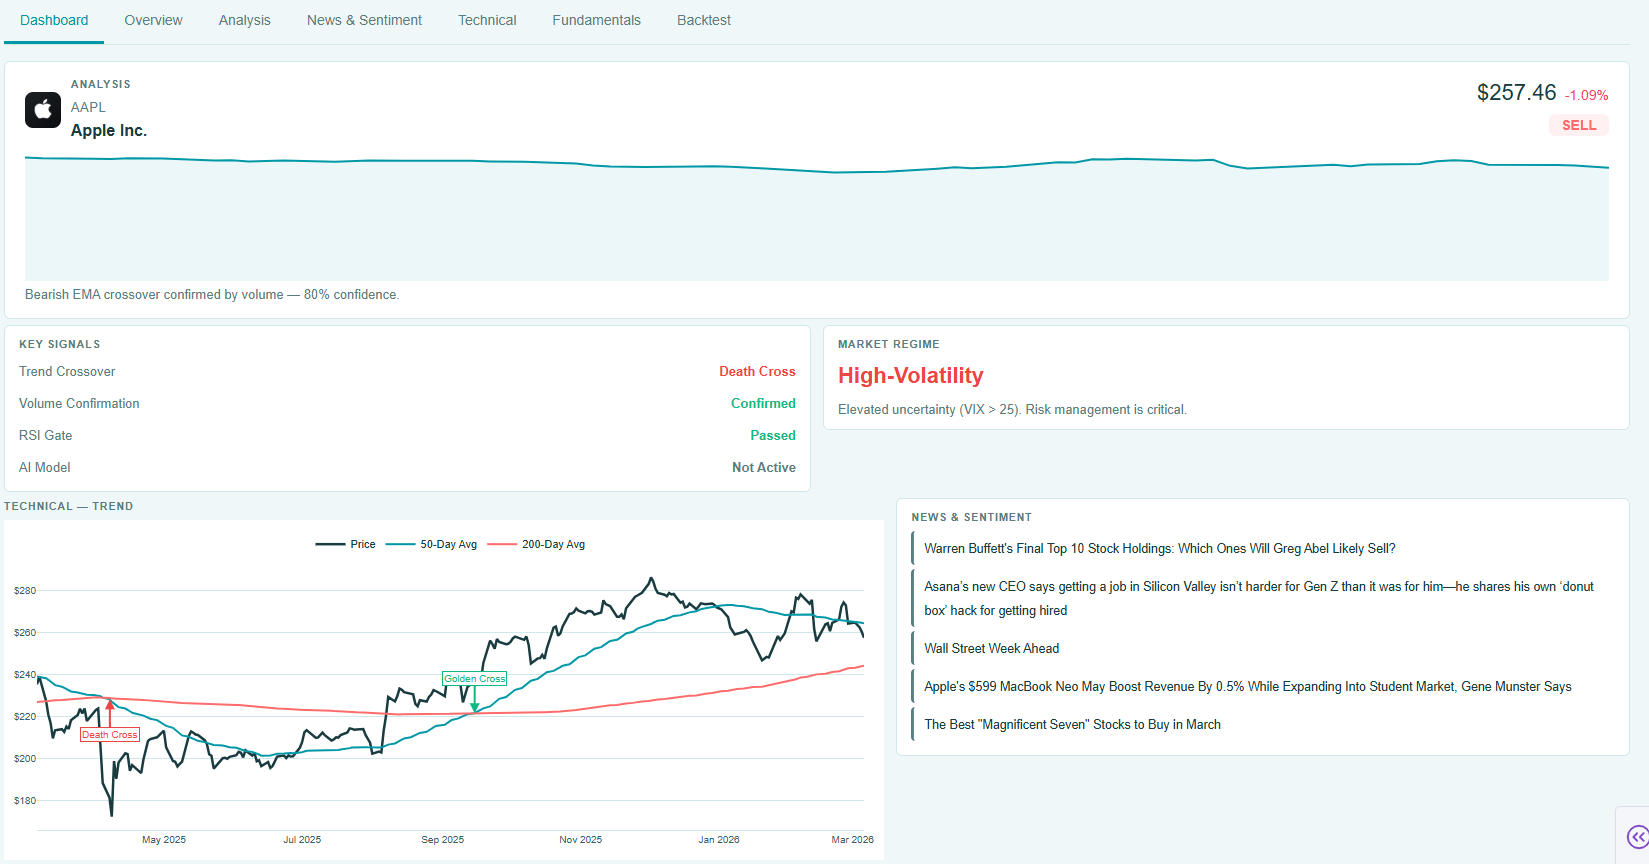 Dashboard Overview Analysis News & Sentiment Technical Fundamentals Backtest
ANALYSIS
AAPL
Apple Inc.
$257.46 -1.09%
SELL
Bearish EMA crossover confirmed by volume — 80% confidence.
KEY SIGNALS
Trend Crossover Death Cross
Volume Confirmation Confirmed
RSI Gate Passed
AI Model Not Active
MARKET REGIME
High-Volatility
Elevated uncertainty (VIX > 25). Risk management is critical.
TECHNICAL — TREND
Price 50-Day Avg 200-Day Avg
$280
$260
$240
$220
$200
$180
Golden Cross
Death Cross
May 2025 Jul 2025 Sep 2025 Nov 2025 Jan 2026 Mar 2026
NEWS & SENTIMENT
Warren Buffett's Final Top 10 Stock Holdings: Which Ones Will Greg Abel Likely Sell?
Asana’s new CEO says getting a job in Silicon Valley isn’t harder for Gen Z than it was for him—he shares his own ‘donut
box’ hack for getting hired
Wall Street Week Ahead
Apple's $599 MacBook Neo May Boost Revenue By 0.5% While Expanding Into Student Market, Gene Munster Says
The Best "Magnificent Seven" Stocks to Buy in March